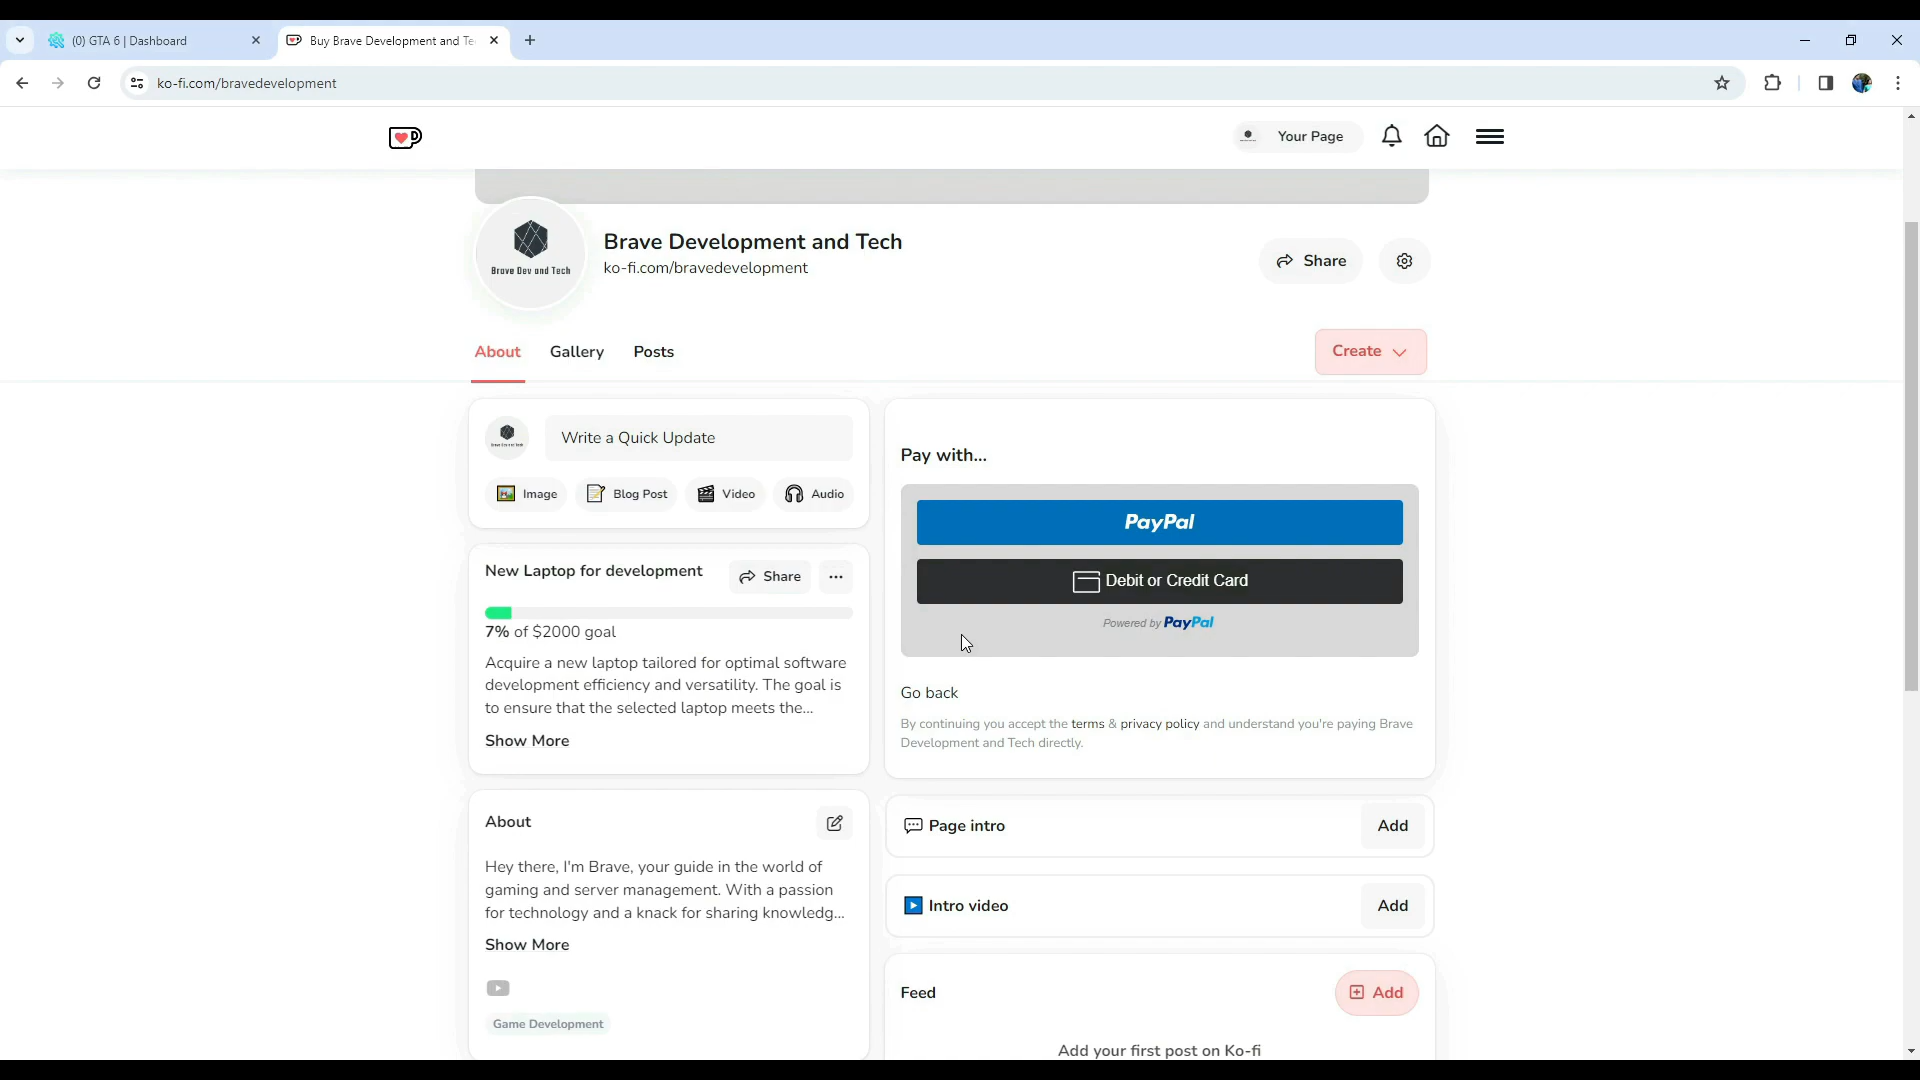 (0) GTA 6 | Dashboard
Buy Brave Development and Te
ko-fi.com/bravedevelopment
Your Page
Brave Dev and Tech
Brave Development and Tech
ko-fi.com/bravedevelopment
Share
About
Gallery
Posts
Create
Write a Quick Update
Image
Blog Post
Video
Audio
New Laptop for development
Share
7% of $2000 goal
Acquire a new laptop tailored for optimal software
development efficiency and versatility. The goal is
to ensure that the selected laptop meets the...
Show More
About
Hey there, I'm Brave, your guide in the world of
gaming and server management. With a passion
for technology and a knack for sharing knowledg...
Show More
Game Development
Pay with...
PayPal
Debit or Credit Card
Powered by PayPal
Go back
By continuing you accept the terms & privacy policy and understand you're paying Brave
Development and Tech directly.
Page intro
Add
Intro video
Add
Feed
Add
Add your first post on Ko-fi